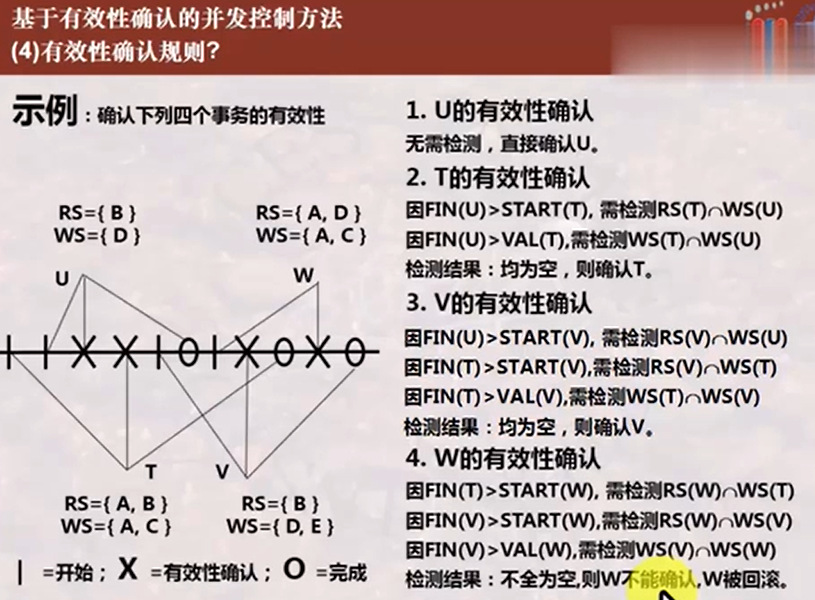 基于有效性确认的并发控制方法
(4)有效性确认规则?
示例：确认下列四个事务的有效性
RS={ B }
WS={ D }
RS={ A, D }
WS={ A, C }
U
W
T
V
RS={ A, B }
WS={ A, C }
RS={ B }
WS={ D, E }
| =开始； X =有效性确认； O =完成
1. U的有效性确认
无需检测，直接确认U。
2. T的有效性确认
因FIN(U)>START(T), 需检测RS(T)∩WS(U)
因FIN(U)>VAL(T),需检测WS(T)∩WS(U)
检测结果：均为空，则确认T。
3. V的有效性确认
因FIN(U)>START(V), 需检测RS(V)∩WS(U)
因FIN(T)>START(V),需检测RS(V)∩WS(T)
因FIN(T)>VAL(V),需检测WS(T)∩WS(V)
检测结果：均为空，则确认V。
4. W的有效性确认
因FIN(T)>START(W), 需检测RS(W)∩WS(T)
因FIN(V)>START(W),需检测RS(W)∩WS(V)
因FIN(V)>VAL(W),需检测WS(V)∩WS(W)
检测结果：不全为空,则W不能确认,W被回滚。